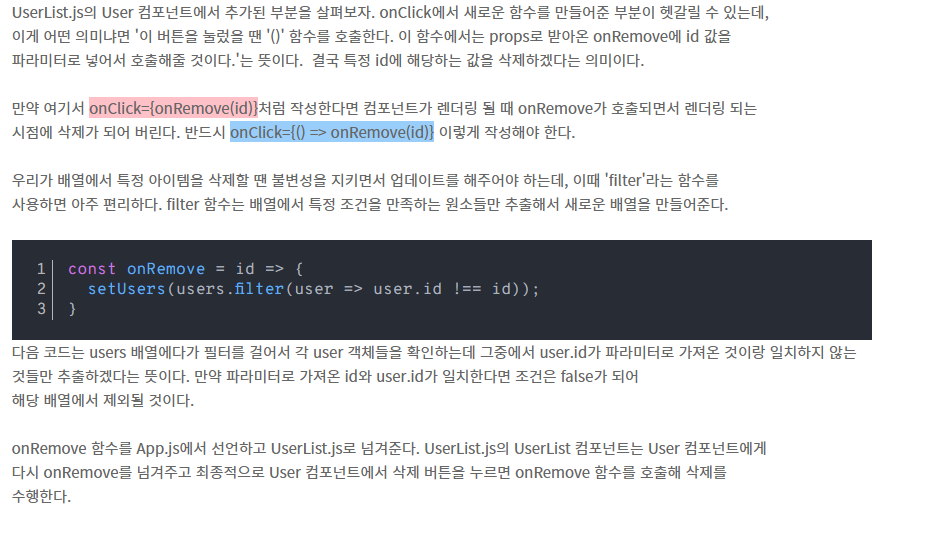 UserList.js의 User 컴포넌트에서 추가된 부분을 살펴보자. onClick에서 새로운 함수를 만들어준 부분이 헷갈릴 수 있는데,
이게 어떤 의미냐면 '이 버튼을 눌렀을 땐 '()' 함수를 호출한다. 이 함수에서는 props로 받아온 onRemove에 id 값을
파라미터로 넣어서 호출해줄 것이다.'는 뜻이다. 결국 특정 id에 해당하는 값을 삭제하겠다는 의미이다.
만약 여기서 onClick={onRemove(id)}처럼 작성한다면 컴포넌트가 렌더링 될 때 onRemove가 호출되면서 렌더링 되는
시점에 삭제가 되어 버린다. 반드시 onClick={() => onRemove(id)} 이렇게 작성해야 한다.
우리가 배열에서 특정 아이템을 삭제할 땐 불변성을 지키면서 업데이트를 해주어야 하는데, 이때 'filter'라는 함수를
사용하면 아주 편리하다. filter 함수는 배열에서 특정 조건을 만족하는 원소들만 추출해서 새로운 배열을 만들어준다.
1 const onRemove = id => {
2 setUsers(users.filter(user => user.id !== id));
3 }
다음 코드는 users 배열에다가 필터를 걸어서 각 user 객체들을 확인하는데 그중에서 user.id가 파라미터로 가져온 것이랑 일치하지 않는
것들만 추출하겠다는 뜻이다. 만약 파라미터로 가져온 id와 user.id가 일치한다면 조건은 false가 되어
해당 배열에서 제외될 것이다.
onRemove 함수를 App.js에서 선언하고 UserList.js로 넘겨준다. UserList.js의 UserList 컴포넌트는 User 컴포넌트에게
다시 onRemove를 넘겨주고 최종적으로 User 컴포넌트에서 삭제 버튼을 누르면 onRemove 함수를 호출해 삭제를
수행한다.